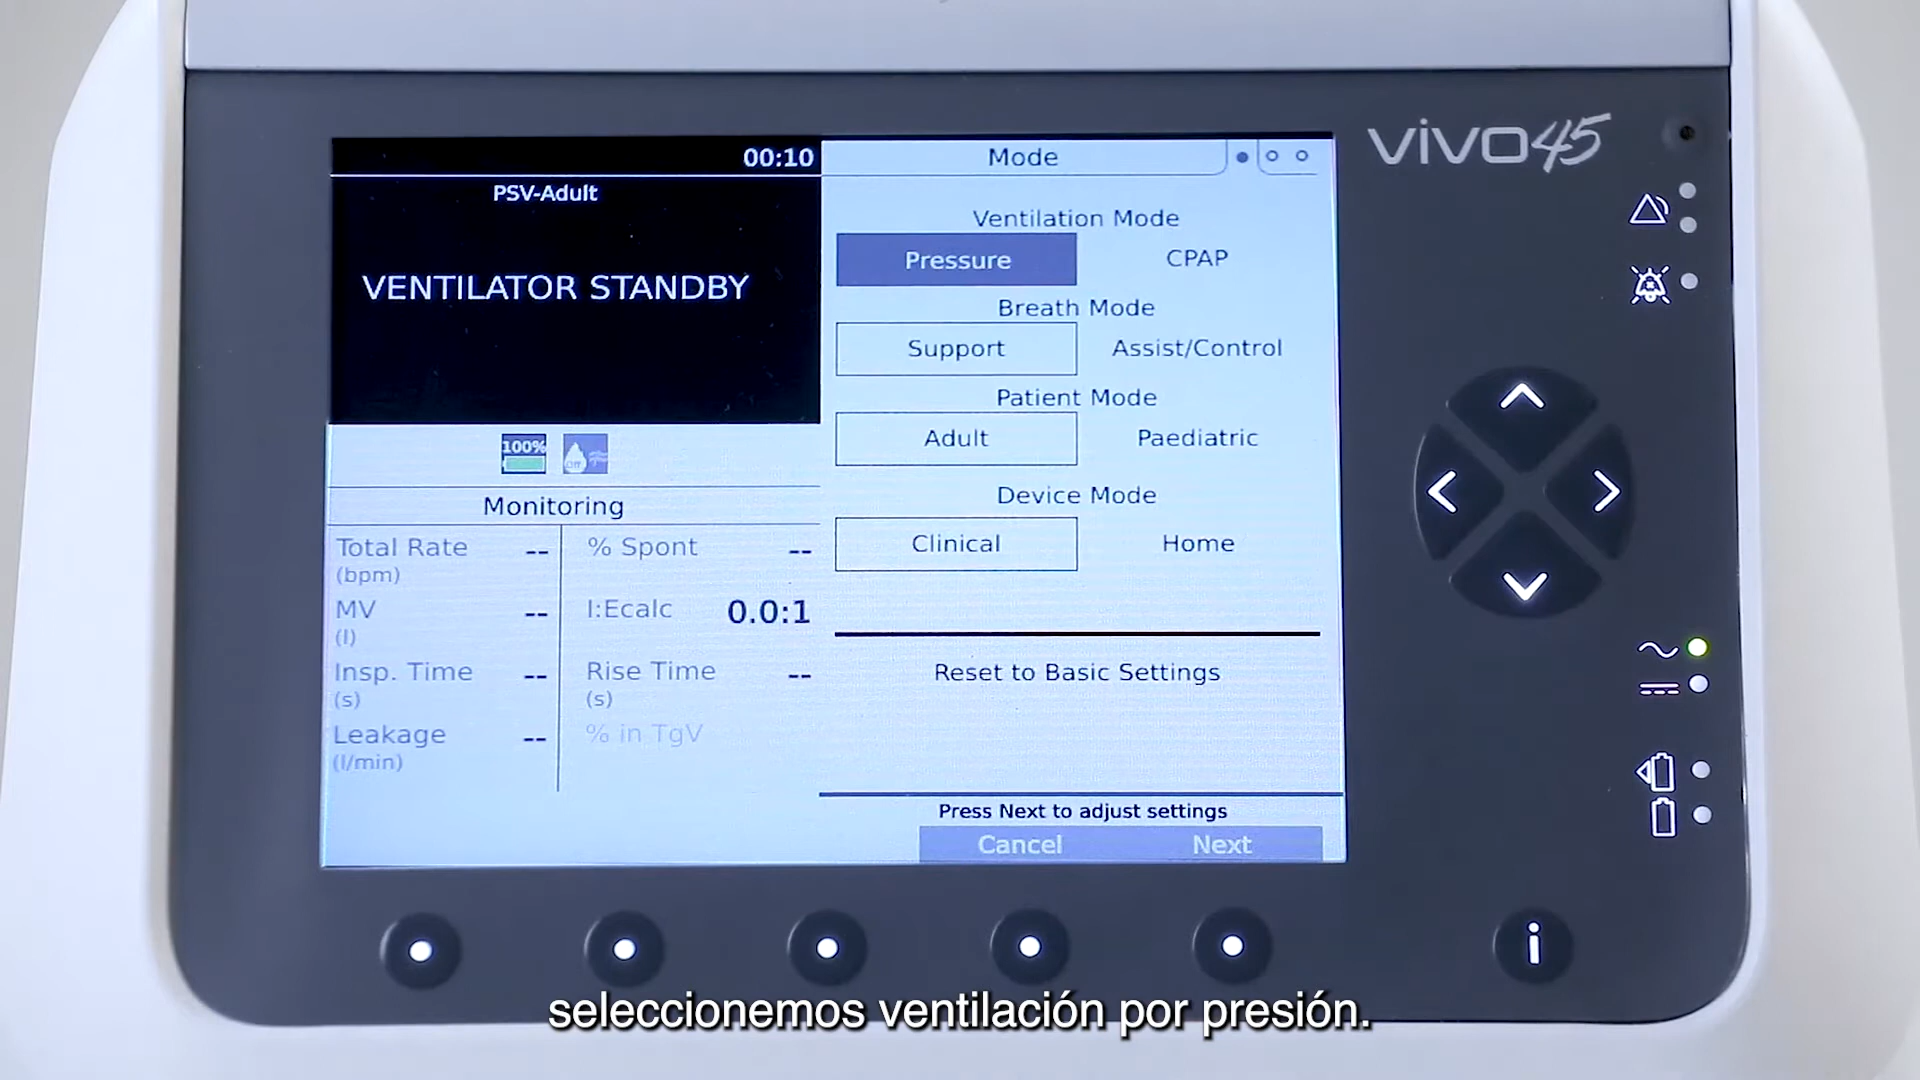 vivo 45
00:10
PSV-Adult
VENTILATOR STANDBY
100%
Off
Monitoring
Total Rate -- % Spont --
(bpm)
MV -- I:Ecalc 0.0:1
(l)
Insp. Time -- Rise Time --
(s) (s)
Leakage -- % in TgV
(l/min)
Mode
Ventilation Mode
Pressure CPAP
Breath Mode
Support Assist/Control
Patient Mode
Adult Paediatric
Device Mode
Clinical Home
Reset to Basic Settings
Press Next to adjust settings
Cancel Next
i
seleccionemos ventilación por presión.